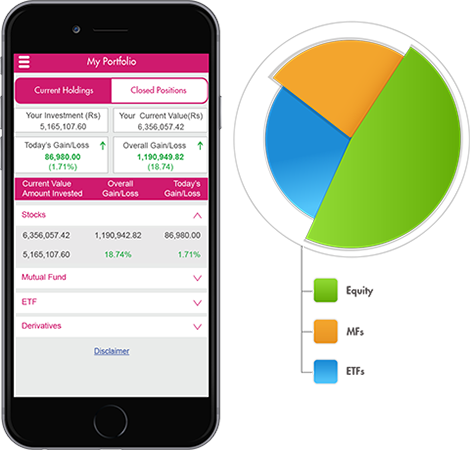 My Portfolio
Current Holdings
Closed Positions
Your Investment (Rs)
5,165,107.60
Your Current Value(Rs)
6,356,057.42
Today's Gain/Loss
86,980.00
(1.71%)
Overall Gain/Loss
1,190,949.82
(18.74)
Current Value
Amount Invested
Overall
Gain/Loss
Today's
Gain/Loss
Stocks
6,356,057.42 1,190,942.82 86,980.00
5,165,107.60 18.74% 1.71%
Mutual Fund
ETF
Derivatives
Disclaimer
Equity
MFs
ETFs